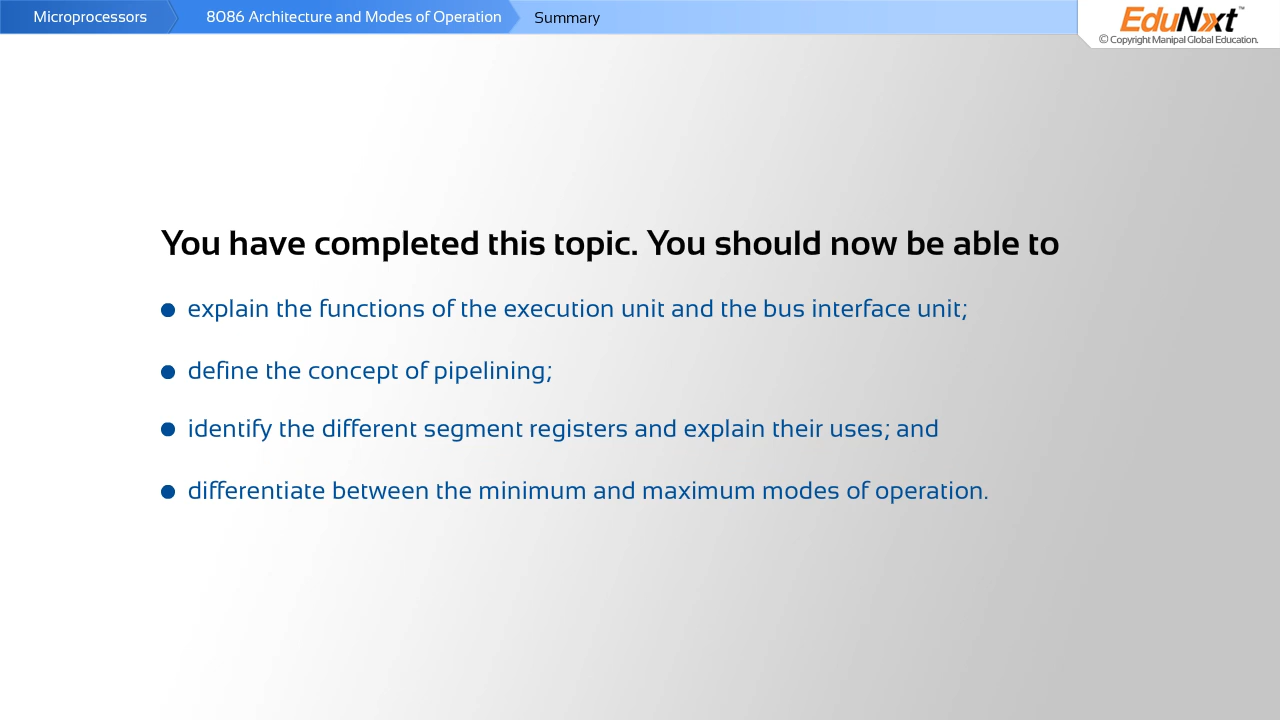 Microprocessors
8086 Architecture and Modes of Operation
Summary
EduNxt™
© Copyright Manipal Global Education.
You have completed this topic. You should now be able to
● explain the functions of the execution unit and the bus interface unit;
● define the concept of pipelining;
● identify the different segment registers and explain their uses; and
● differentiate between the minimum and maximum modes of operation.